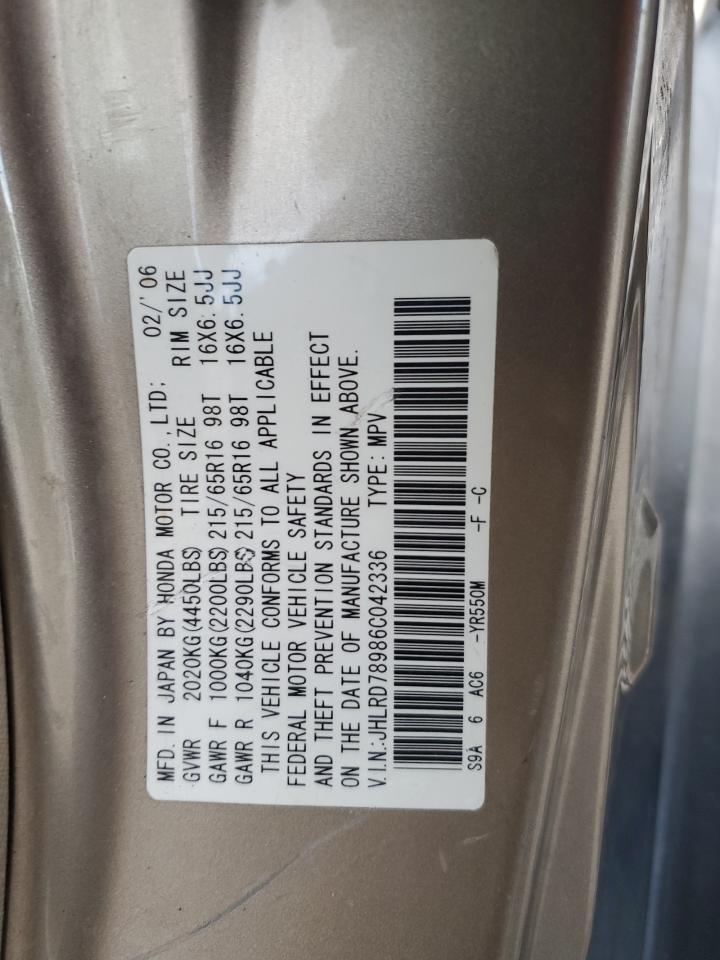 MFD. IN JAPAN BY HONDA MOTOR CO.,LTD; 02/'06
GVWR 2020KG(4450LBS) TIRE SIZE RIM SIZE
GAWR F 1000KG(2200LBS) 215/65R16 98T 16X6.5JJ
GAWR R 1040KG(2290LBS) 215/65R16 98T 16X6.5JJ
THIS VEHICLE CONFORMS TO ALL APPLICABLE
FEDERAL MOTOR VEHICLE SAFETY
AND THEFT PREVENTION STANDARDS IN EFFECT
ON THE DATE OF MANUFACTURE SHOWN ABOVE.
V.IN.:JHLRD78986C042336 TYPE: MPV
S9A 6 AC6 -YR550M -F -C